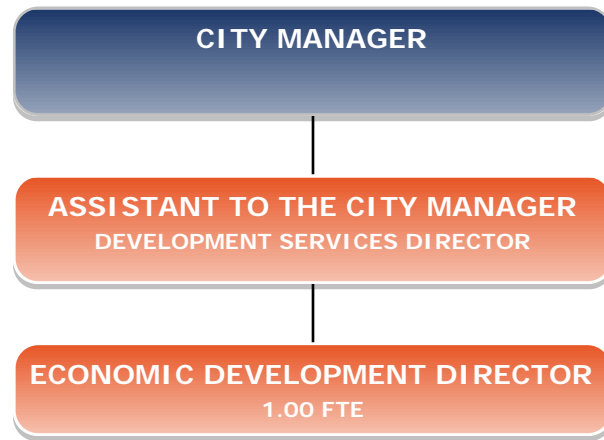 CITY MANAGER
ASSISTANT TO THE CITY MANAGER
DEVELOPMENT SERVICES DIRECTOR
ECONOMIC DEVELOPMENT DIRECTOR
1.00 FTE